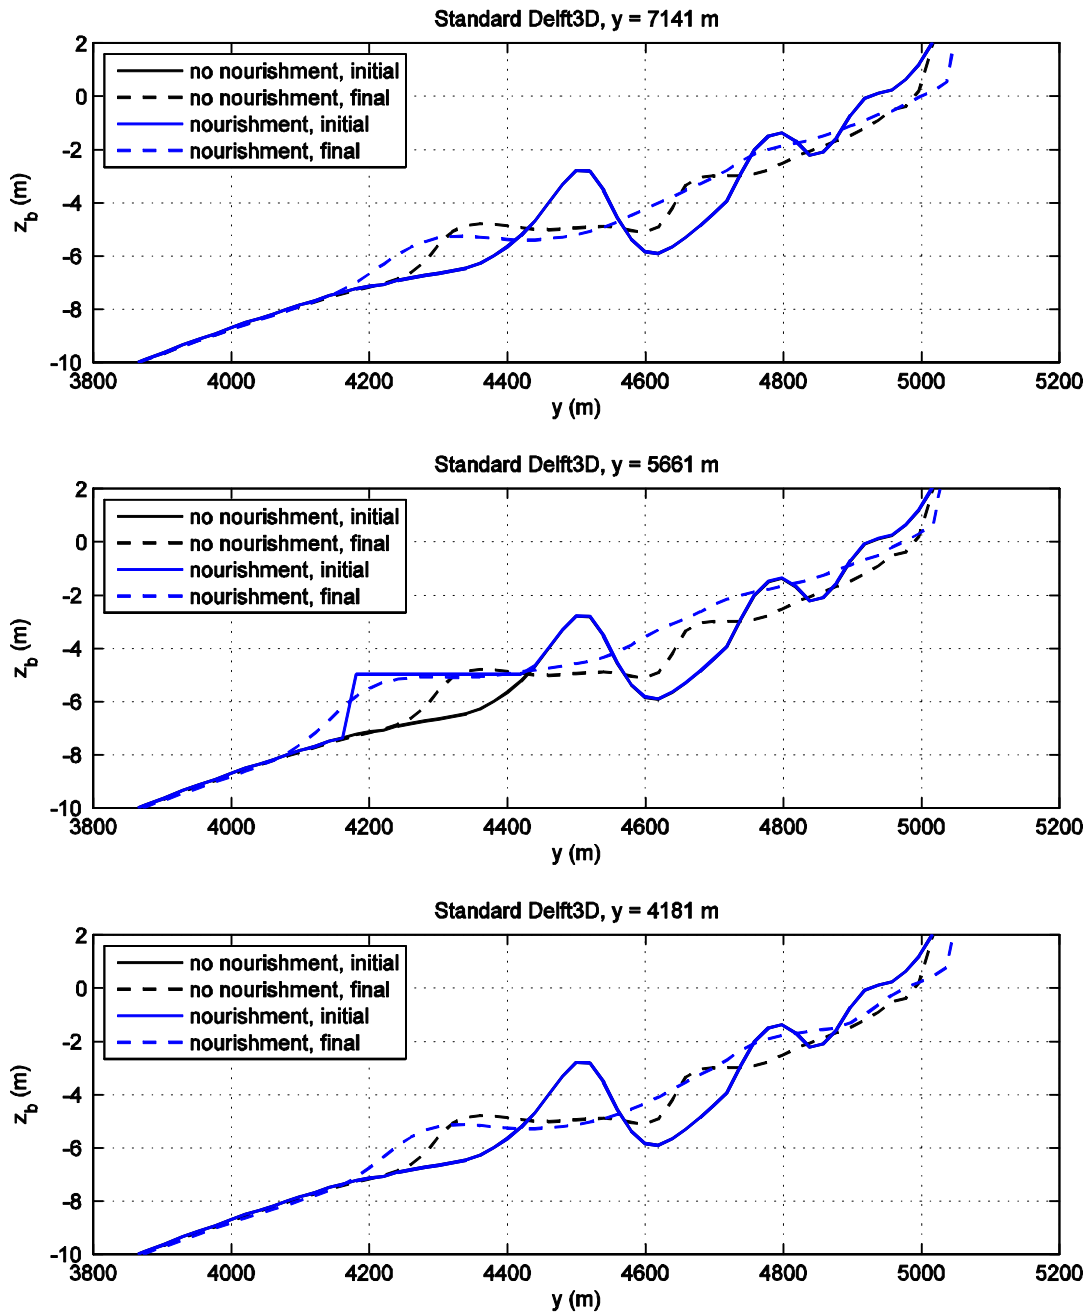 Standard Delft3D, y = 7141 m
2
0
-2
-4
-6
-8
-10
z_b (m)
no nourishment, initial
no nourishment, final
nourishment, initial
nourishment, final
3800 4000 4200 4400 4600 4800 5000 5200
y (m)
Standard Delft3D, y = 5661 m
2
0
-2
-4
-6
-8
-10
z_b (m)
no nourishment, initial
no nourishment, final
nourishment, initial
nourishment, final
3800 4000 4200 4400 4600 4800 5000 5200
y (m)
Standard Delft3D, y = 4181 m
2
0
-2
-4
-6
-8
-10
z_b (m)
no nourishment, initial
no nourishment, final
nourishment, initial
nourishment, final
3800 4000 4200 4400 4600 4800 5000 5200
y (m)